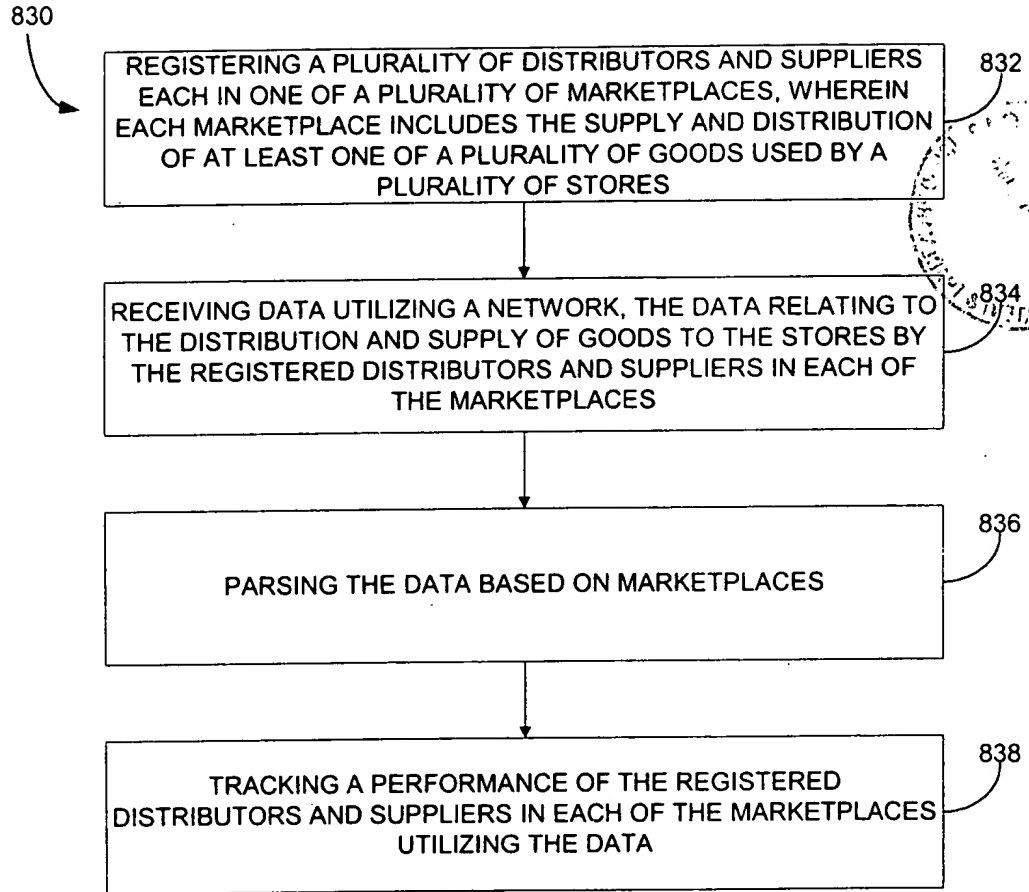 830
REGISTERING A PLURALITY OF DISTRIBUTORS AND SUPPLIERS
EACH IN ONE OF A PLURALITY OF MARKETPLACES, WHEREIN
EACH MARKETPLACE INCLUDES THE SUPPLY AND DISTRIBUTION
OF AT LEAST ONE OF A PLURALITY OF GOODS USED BY A
PLURALITY OF STORES
832
RECEIVING DATA UTILIZING A NETWORK, THE DATA RELATING TO
THE DISTRIBUTION AND SUPPLY OF GOODS TO THE STORES BY
THE REGISTERED DISTRIBUTORS AND SUPPLIERS IN EACH OF
THE MARKETPLACES
834
PARSING THE DATA BASED ON MARKETPLACES
836
TRACKING A PERFORMANCE OF THE REGISTERED
DISTRIBUTORS AND SUPPLIERS IN EACH OF THE MARKETPLACES
UTILIZING THE DATA
838